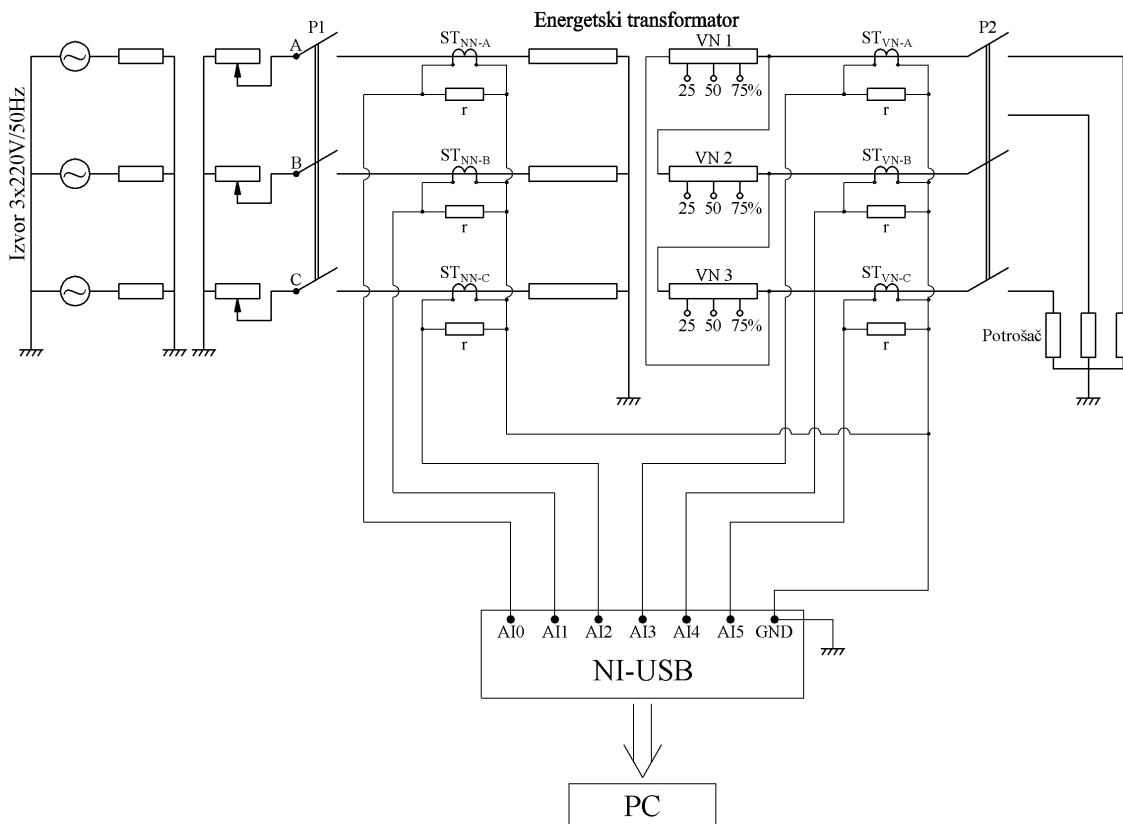 Energetski transformator
P1
P2
Izvor 3x220V/50Hz
A
ST_NN-A
VN 1
ST_VN-A
25 50 75%
r
r
B
ST_NN-B
VN 2
ST_VN-B
25 50 75%
r
r
C
ST_NN-C
VN 3
ST_VN-C
25 50 75%
r
r
Potrošač
AI0 AI1 AI2 AI3 AI4 AI5 GND
NI-USB
PC